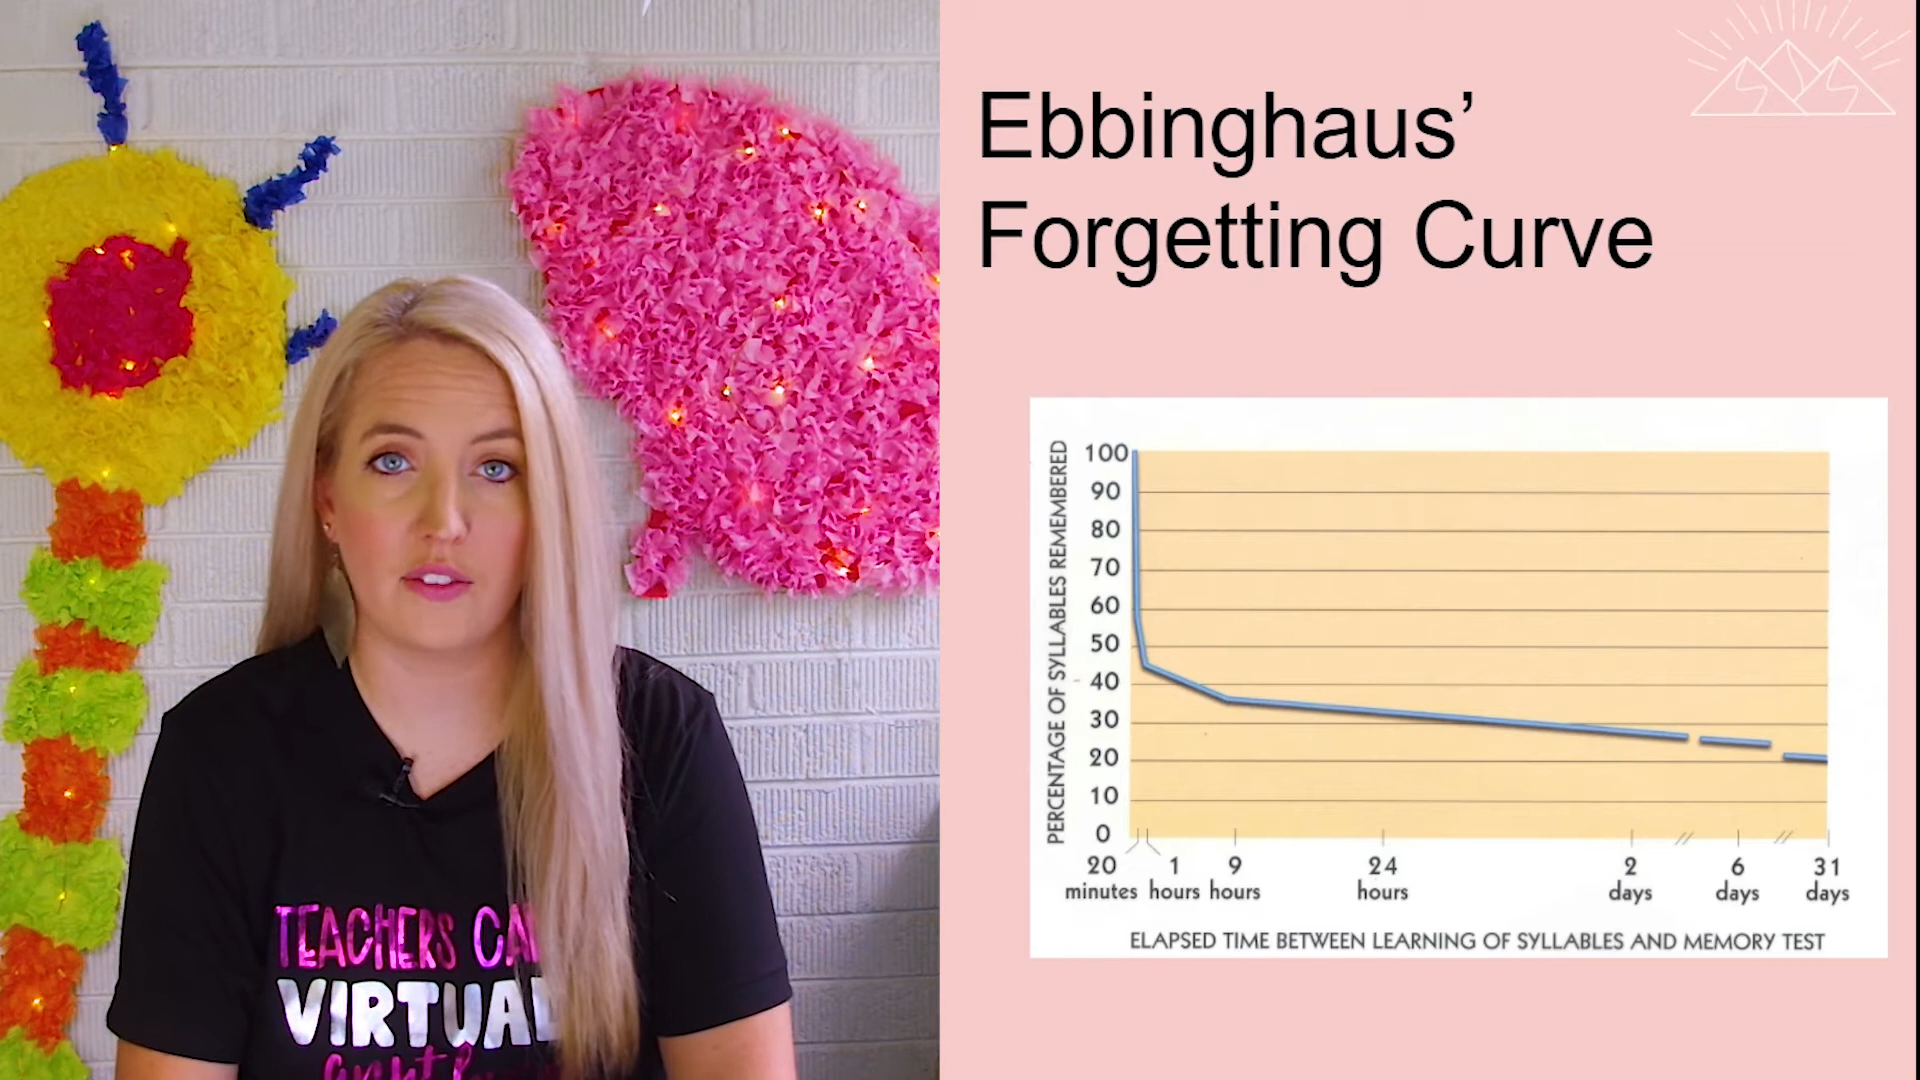 Ebbinghaus’
Forgetting Curve
PERCENTAGE OF SYLLABLES REMEMBERED
100
90
80
70
60
50
40
30
20
10
0
20 minutes
1 hours
9 hours
24 hours
2 days
6 days
31 days
ELAPSED TIME BETWEEN LEARNING OF SYLLABLES AND MEMORY TEST
TEACHERS CA
VIRTUAL